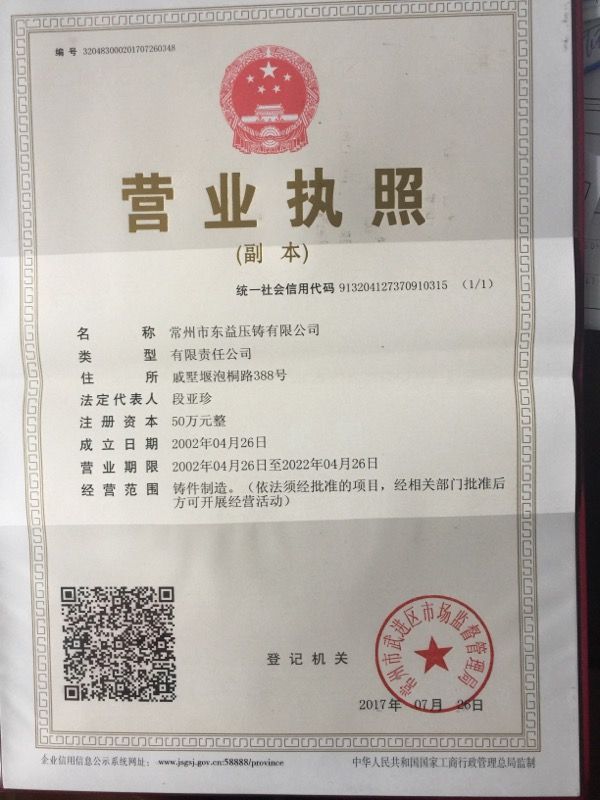 编号 320483000201707260348
营业执照
(副 本)
统一社会信用代码 913204127370910315 (1/1)
名 称 常州市东益压铸有限公司
类 型 有限责任公司
住 所 戚墅堰泡桐路388号
法定代表人 段亚珍
注册资本 50万元整
成立日期 2002年04月26日
营业期限 2002年04月26日至2022年04月26日
经营范围 铸件制造。(依法须经批准的项目,经相关部门批准后
方可开展经营活动)
登记机关
常州市武进区市场监督管理局
2017年 07月 26日
企业信用信息公示系统网址: www.jsgsj.gov.cn:58888/province
中华人民共和国国家工商行政管理总局监制